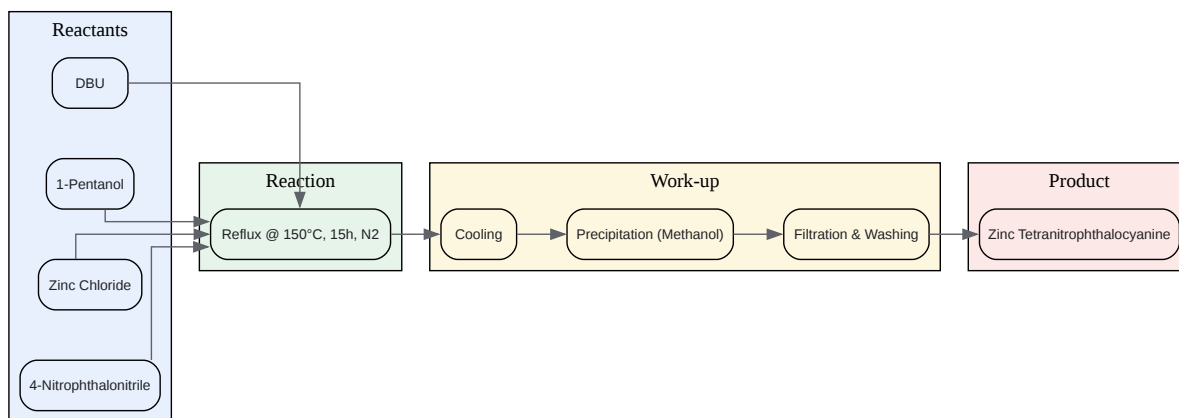 Reactants
DBU
1-Pentanol
Zinc Chloride
4-Nitrophthalonitrile
Reaction
Reflux @ 150°C, 15h, N2
Work-up
Cooling
Precipitation (Methanol)
Filtration & Washing
Product
Zinc Tetranitrophthalocyanine